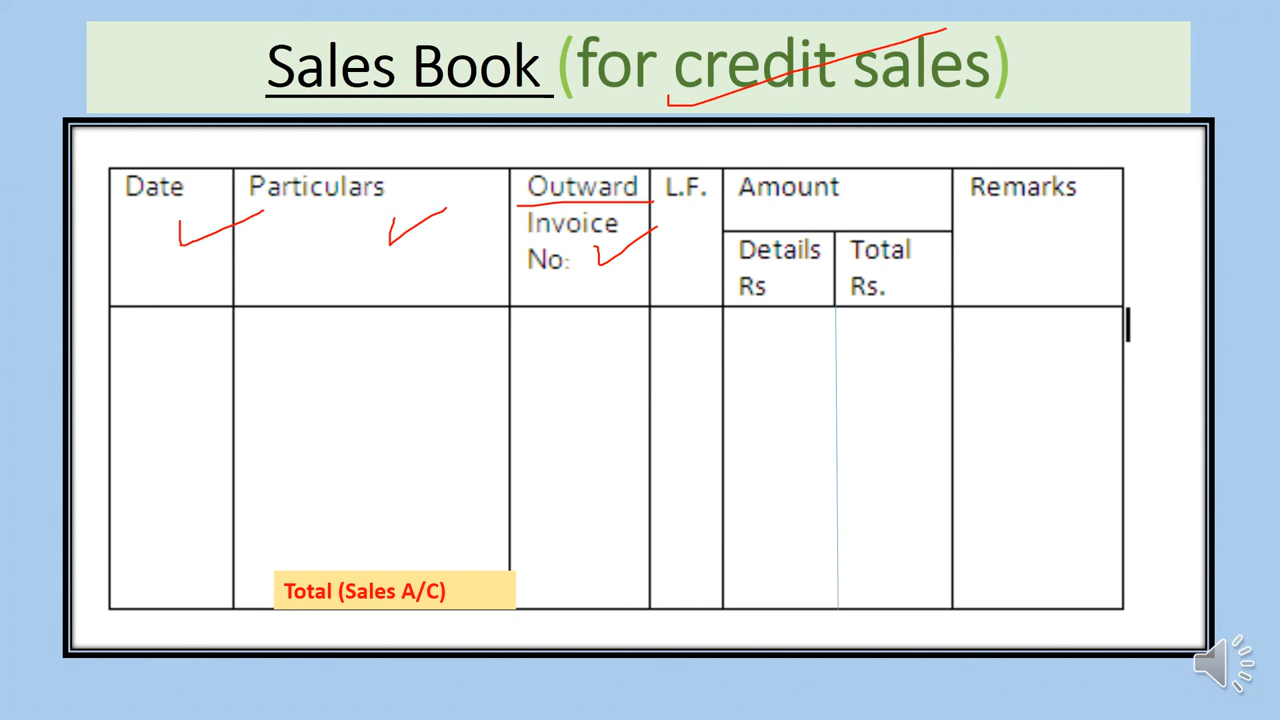 Sales Book (for credit sales)
Date Particulars Outward L.F. Amount Remarks
Invoice
No: Details Total
Rs Rs.
Total (Sales A/C)